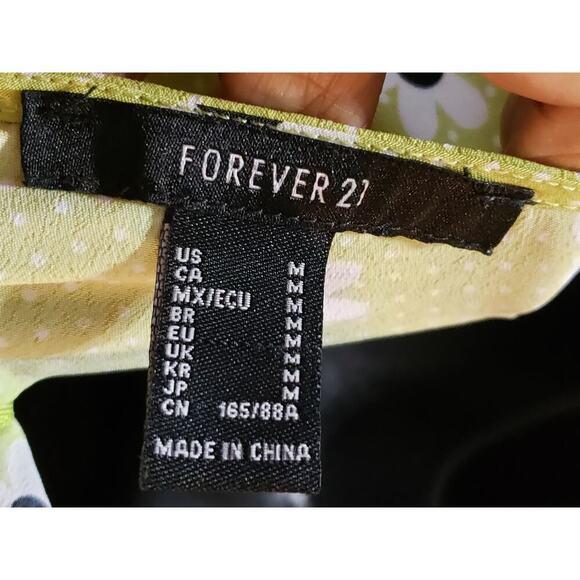 FOREVER 21
US M
CA M
MX/ECU M
BR M
EU M
UK M
KR M
JP M
CN 165/88A
MADE IN CHINA